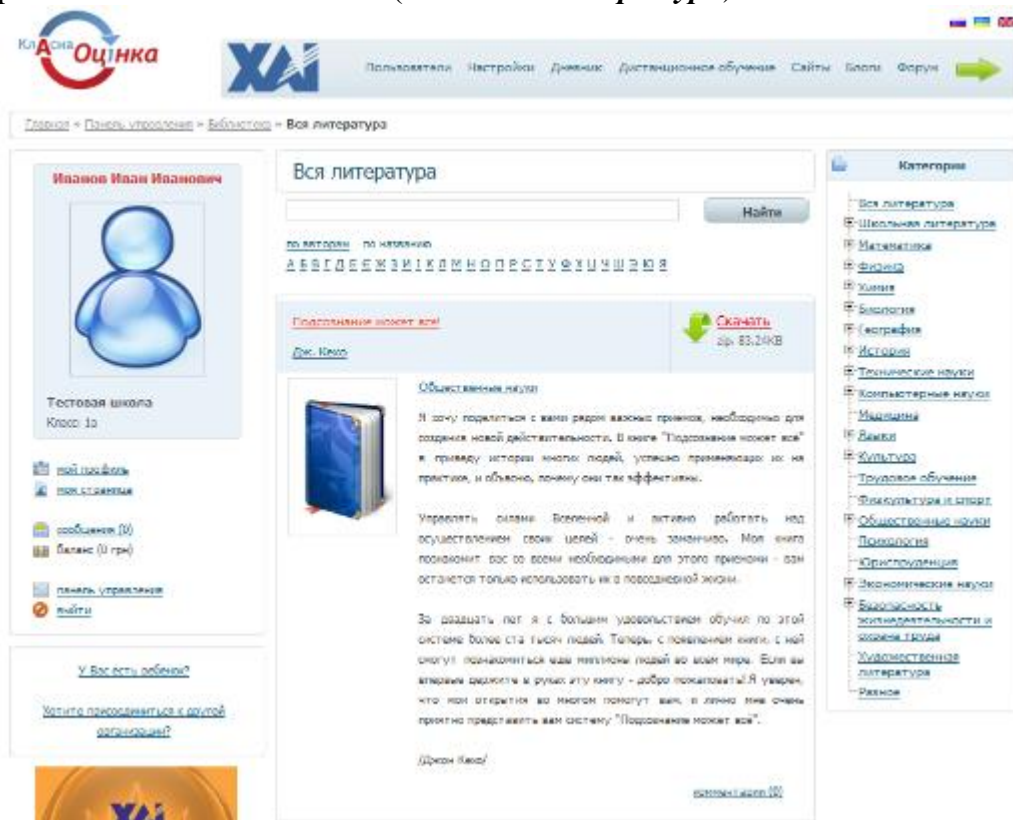 КлАсна Оцінка
ХАІ
Пользователи Настройки Дневник Дистанционное обучение Сайты Блоги Форум
Главная » Панель управления » Библиотека » Вся литература
Иванов Иван Иванович
Тестовая школа
Класс: 1а
мой профиль
моя страница
сообщения (0)
баланс (0 грн)
панель управления
выйти
У Вас есть ребенок?
Хотите присоединиться к другой
организации?
ХАІ
Вся литература
Найти
по авторам по названию
А Б В Г Д Е Є Ж З И І К Л М Н О П Р С Т У Ф Х Ц Ч Ш Э Ю Я
Подсознание может все!
Дж. Кехо
Скачать
zip, 83.24KB
Общественные науки
Я хочу поделиться с вами рядом важных приемов, необходимых для
создания новой действительности. В книге "Подсознание может всё"
я приведу истории многих людей, успешно применяющих их на
практике, и объясню, почему они так эффективны.
Управлять силами Вселенной и активно работать над
осуществлением своих целей - очень заманчиво. Моя книга
познакомит вас со всеми необходимыми для этого приемами - вам
останется только использовать их в повседневной жизни.
За двадцать лет я с большим удовольствием обучил по этой
системе более ста тысяч людей. Теперь, с появлением книги, с ней
смогут познакомиться еще миллионы людей во всем мире. Если вы
впервые держите в руках эту книгу - добро пожаловать! Я уверен,
что мои открытия во многом помогут вам, и лично мне очень
приятно представить вам систему "Подсознание может всё".
/Джон Кехо/
комментарии (0)
Категории
Вся литература
Школьная литература
Математика
Физика
Химия
Биология
География
История
Технические науки
Компьютерные науки
Медицина
Языки
Культура
Трудовое обучение
Физкультура и спорт
Общественные науки
Психология
Юриспруденция
Экономические науки
Безопасность
жизнедеятельности и
охрана труда
Художественная
литература
Разное